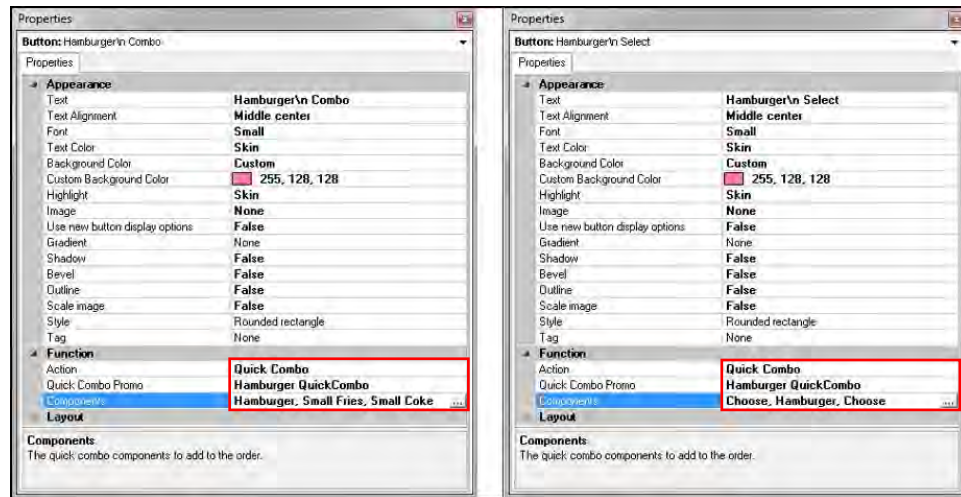 Properties
Button: Hamburger\n Combo
Properties
Appearance
Text Hamburger\n Combo
Text Alignment Middle center
Font Small
Text Color Skin
Background Color Custom
Custom Background Color 255, 128, 128
Highlight Skin
Image None
Use new button display options False
Gradient None
Shadow False
Bevel False
Outline False
Scale image False
Style Rounded rectangle
Tag None
Function
Action Quick Combo
Quick Combo Promo Hamburger QuickCombo
Components Hamburger, Small Fries, Small Coke ...
Layout
Components
The quick combo components to add to the order.
Properties
Button: Hamburger\n Select
Properties
Appearance
Text Hamburger\n Select
Text Alignment Middle center
Font Small
Text Color Skin
Background Color Custom
Custom Background Color 255, 128, 128
Highlight Skin
Image None
Use new button display options False
Gradient None
Shadow False
Bevel False
Outline False
Scale image False
Style Rounded rectangle
Tag None
Function
Action Quick Combo
Quick Combo Promo Hamburger QuickCombo
Components Choose, Hamburger, Choose ...
Layout
Components
The quick combo components to add to the order.